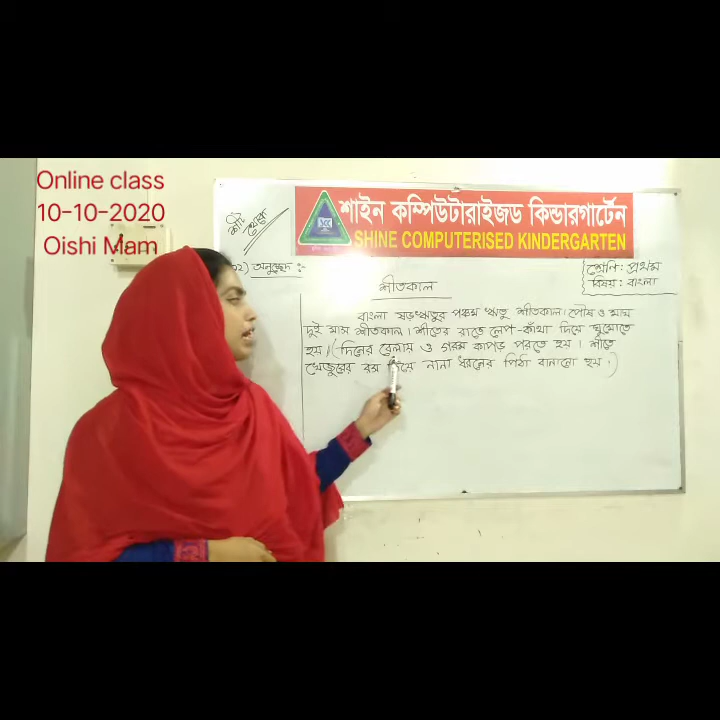 Online class
10-10-2020
Oishi Mam
শাইন কম্পিউটারাইজড কিন্ডারগার্টেন
SHINE COMPUTERISED KINDERGARTEN
শ্রেণি: প্রথম
বিষয়: বাংলা
০২) অনুচ্ছেদ :-
শীতকাল
বাংলা ষড়ঋতুর পঞ্চম ঋতু শীতকাল। পৌষ ও মাঘ
দুই মাস শীতকাল। শীতের রাতে লেপ-কাঁথা দিয়ে ঘুমোতে
হয়। (দিনের বেলায় ও গরম কাপড় পরতে হয়। শীতে
খেজুরের রস দিয়ে নানা ধরনের পিঠা বানানো হয়।)